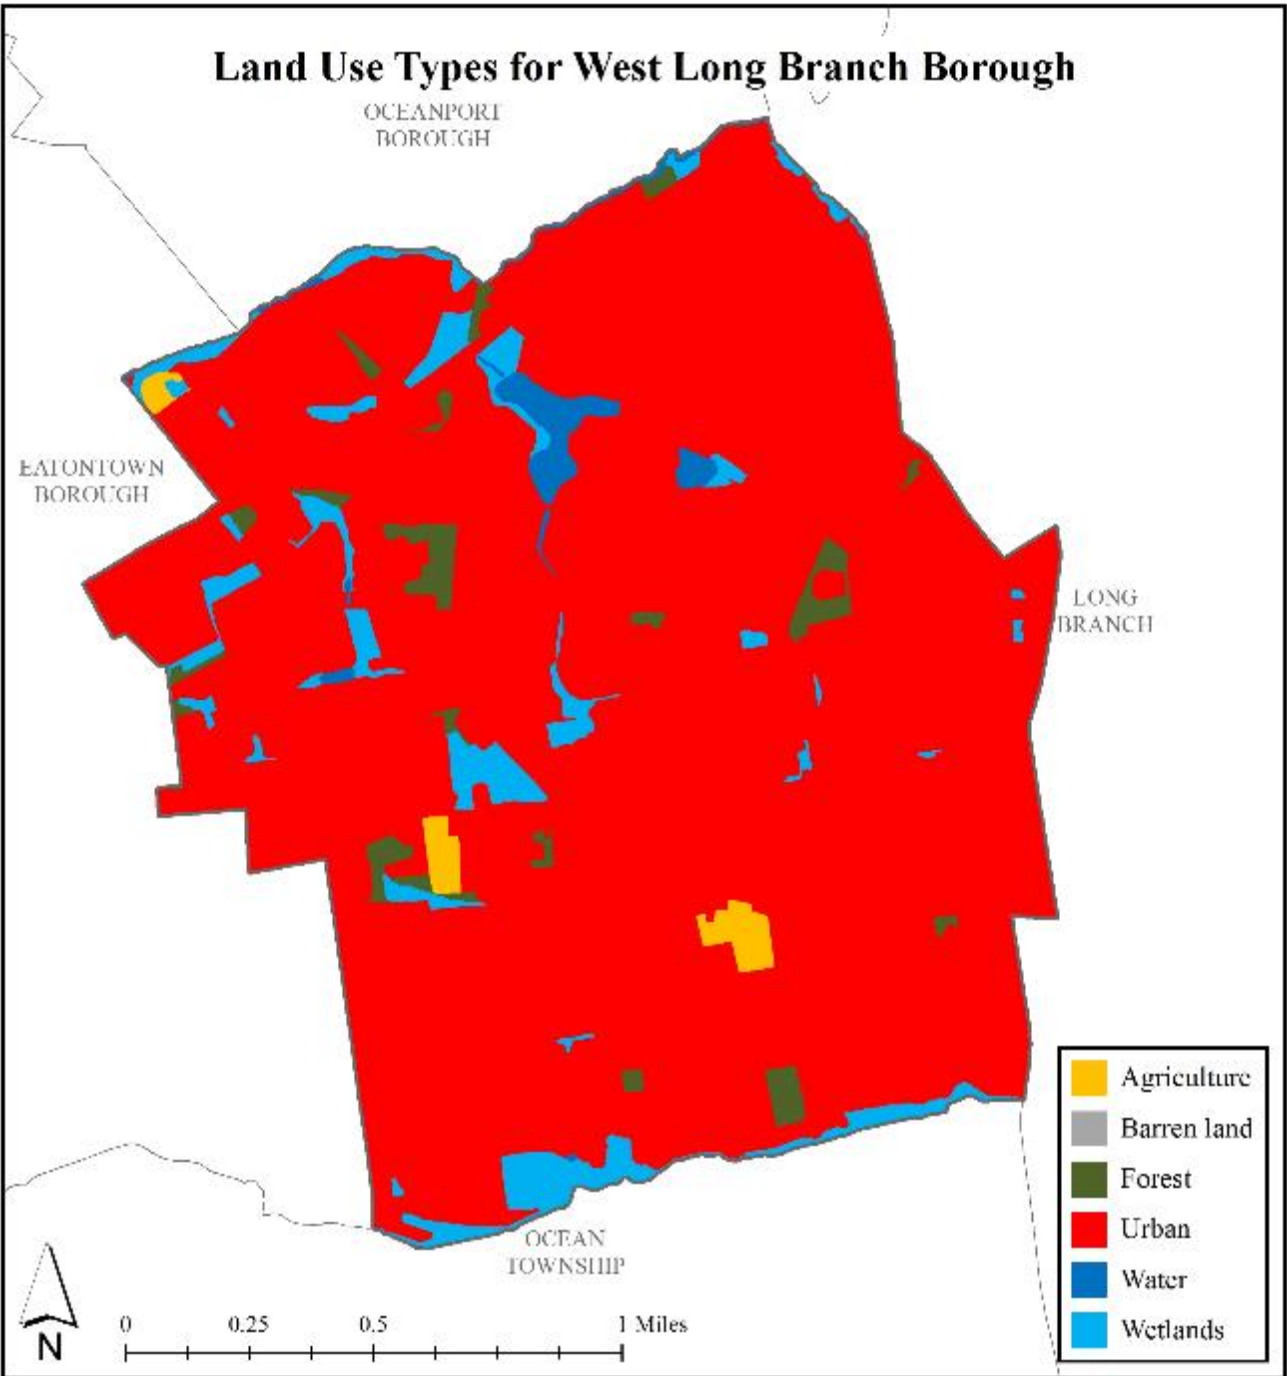 Land Use Types for West Long Branch Borough
OCEANPORT
BOROUGH
EATONTOWN
BOROUGH
LONG
BRANCH
OCEAN
TOWNSHIP
Agriculture
Barren land
Forest
Urban
Water
Wetlands
N
0 0.25 0.5 1 Miles